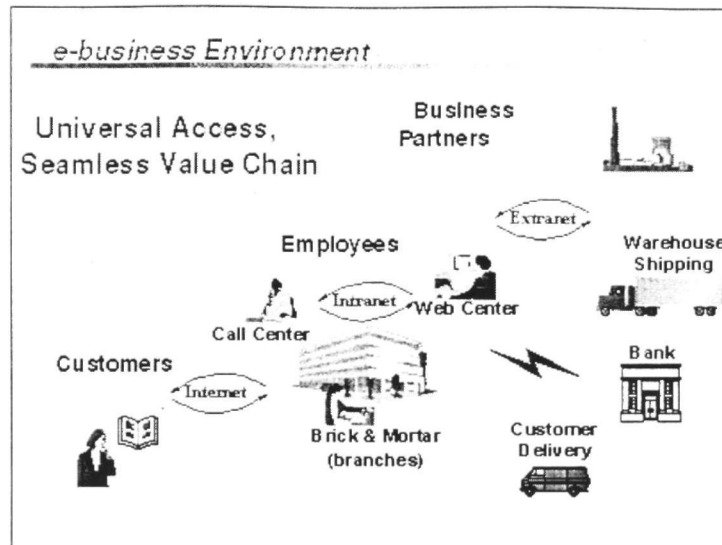 e-business Environment
Universal Access,
Seamless Value Chain
Business
Partners
Extranet
Employees
Warehouse
Shipping
Intranet
Call Center
Web Center
Customers
Internet
Bank
Brick & Mortar
(branches)
Customer
Delivery